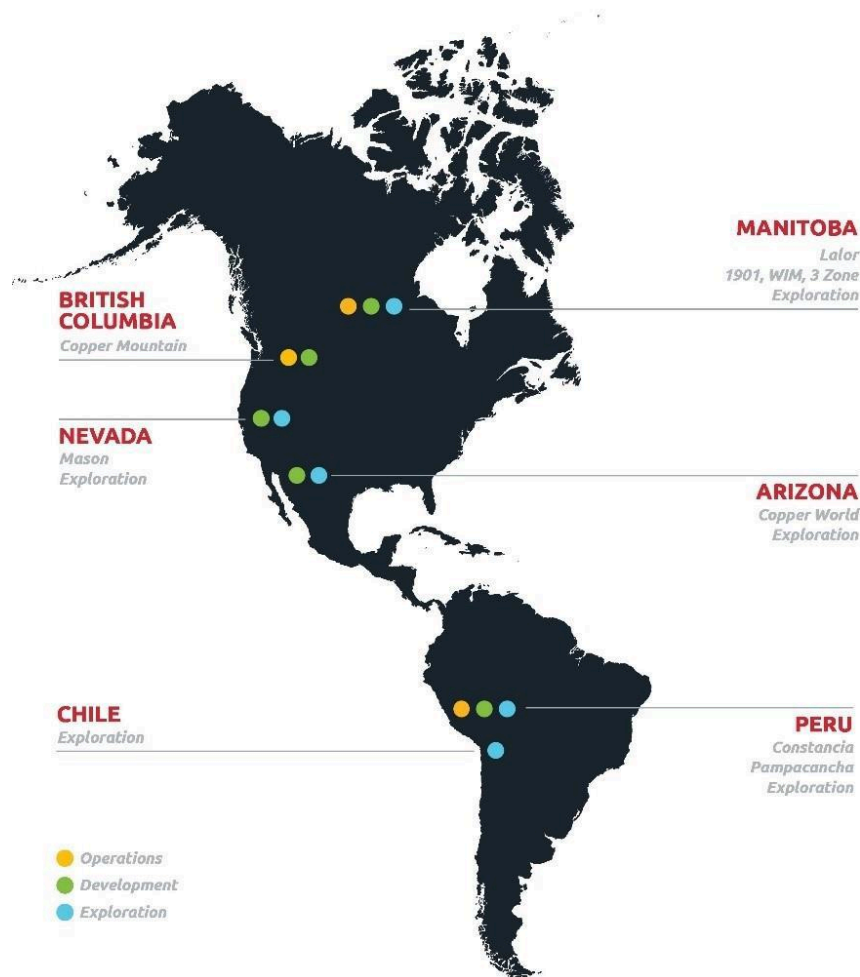 MANITOBA
Lalor
1901, WIM, 3 Zone
Exploration
BRITISH
COLUMBIA
Copper Mountain
NEVADA
Mason
Exploration
ARIZONA
Copper World
Exploration
CHILE
Exploration
PERU
Constancia
Pampacancha
Exploration
Operations
Development
Exploration